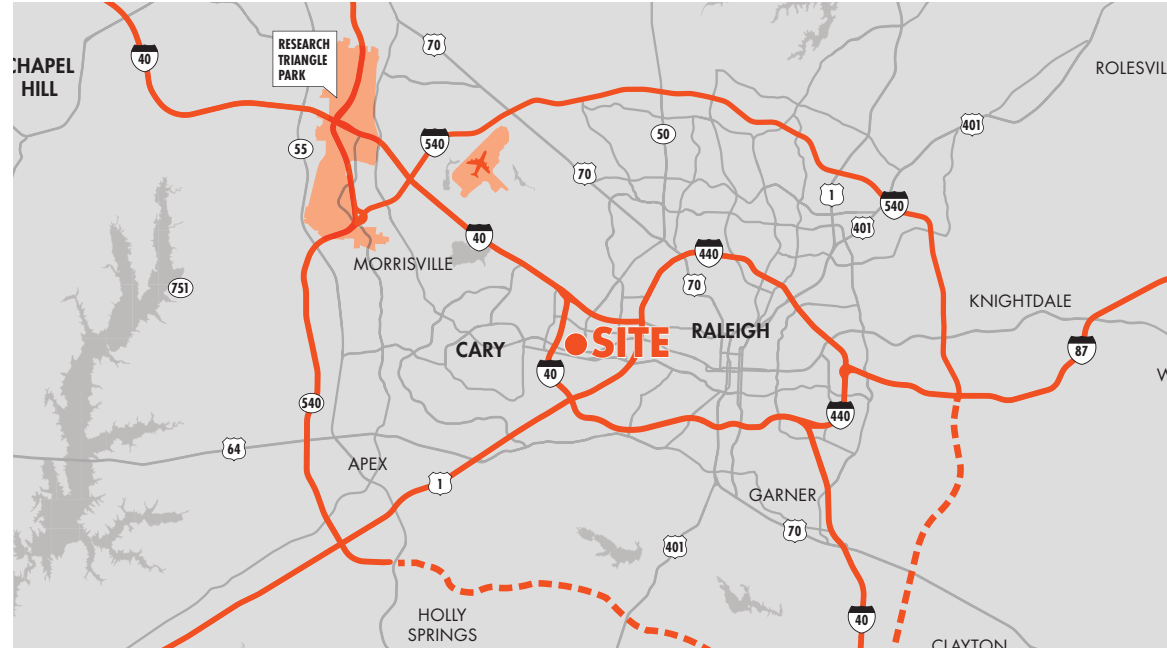 RESEARCH
TRIANGLE
PARK
70
40
CHAPEL
HILL
ROLESVIL
401
50
540
55
70
1
540
401
40
440
MORRISVILLE
70
751
KNIGHTDALE
RALEIGH
SITE
CARY
87
40
W
540
440
64
APEX
1
GARNER
70
401
HOLLY
SPRINGS
40
CLAYTON